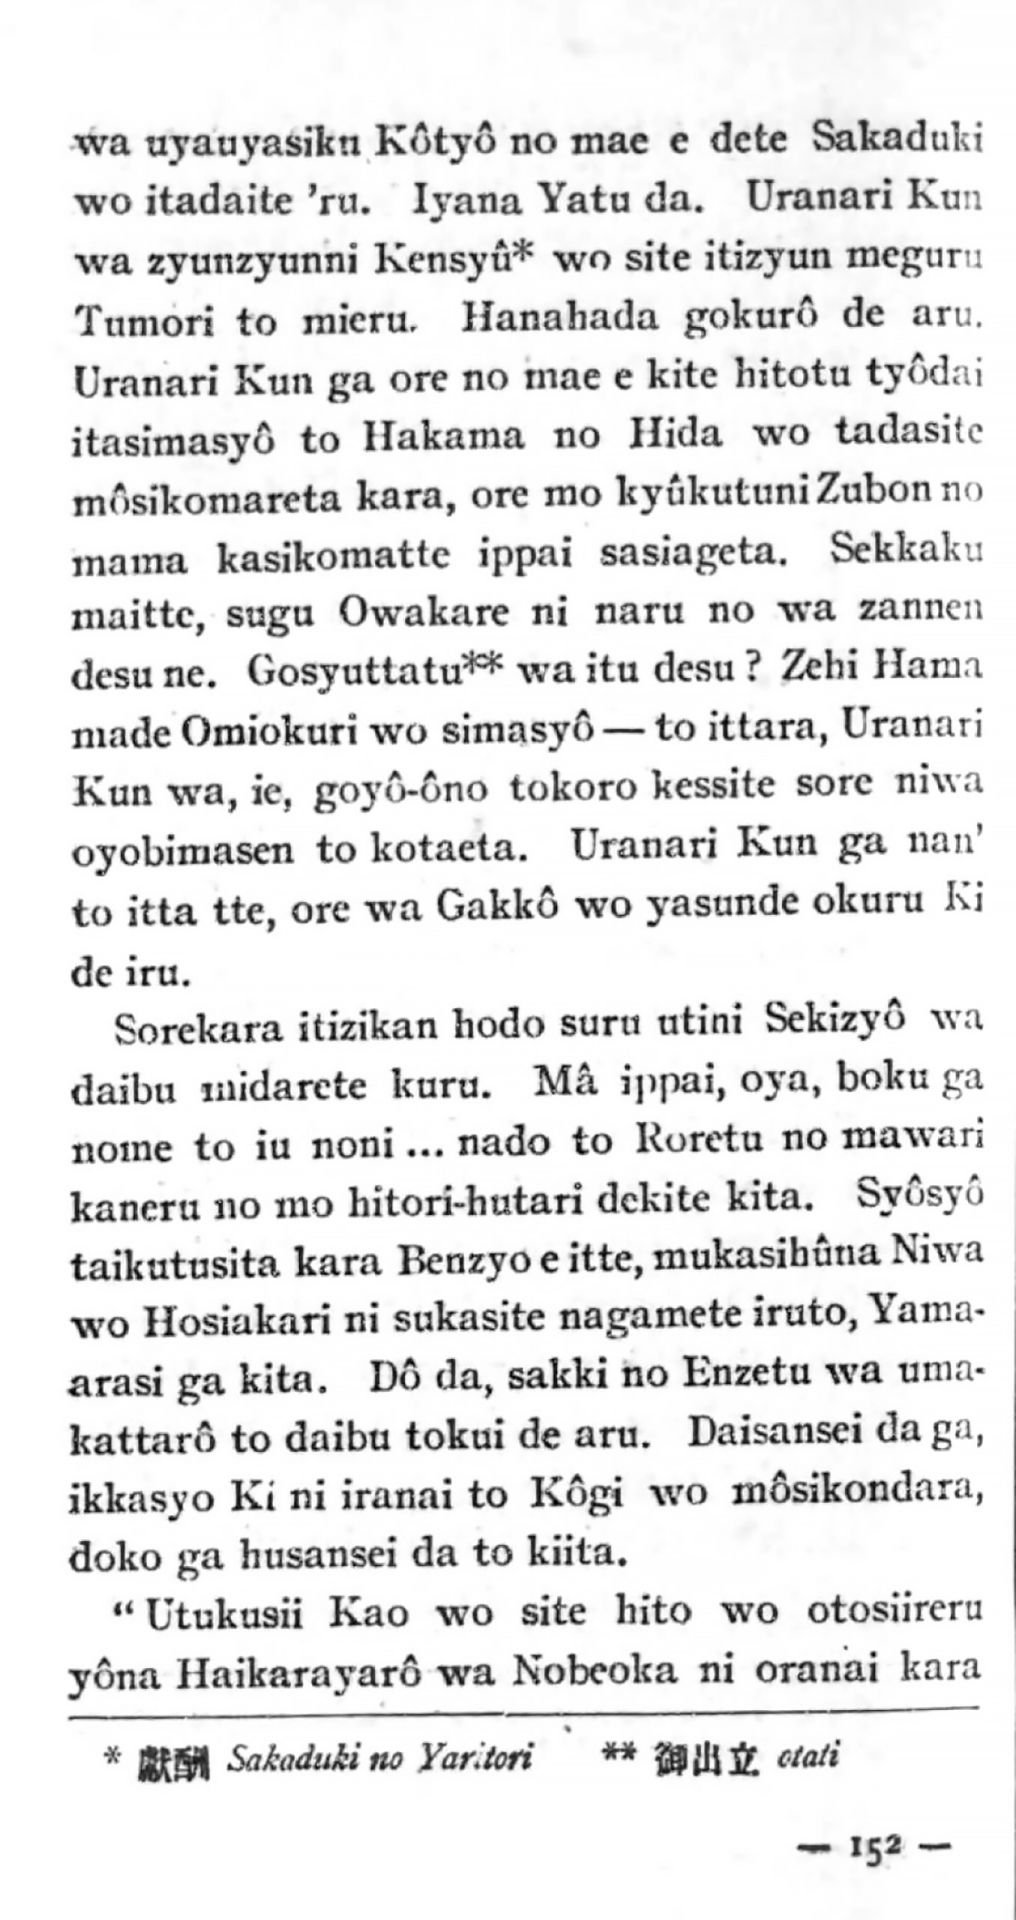 wa uyauyasiku Kôtyô no mae e dete Sakaduki
wo itadaite ’ru. Iyana Yatu da. Uranari Kun
wa zyunzyunni Kensyû* wo site itizyun meguru
Tumori to mieru. Hanahada gokurô de aru.
Uranari Kun ga ore no mae e kite hitotu tyôdai
itasimasyô to Hakama no Hida wo tadasite
môsikomareta kara, ore mo kyûkutuni Zubon no
mama kasikomatte ippai sasiageta. Sekkaku
maitte, sugu Owakare ni naru no wa zannen
desu ne. Gosyuttatu** wa itu desu? Zehi Hama
made Omiokuri wo simasyô — to ittara, Uranari
Kun wa, ie, goyô-ôno tokoro kessite sore niwa
oyobimasen to kotaeta. Uranari Kun ga nan’
to itta tte, ore wa Gakkô wo yasunde okuru Ki
de iru.
Sorekara itizikan hodo suru utini Sekizyô wa
daibu midarete kuru. Mâ ippai, oya, boku ga
nome to iu noni ... nado to Roretu no mawari
kaneru no mo hitori-hutari dekite kita. Syôsyô
taikutusita kara Benzyo e itte, mukasihûna Niwa
wo Hosiakari ni sukasite nagamete iruto, Yama-
arasi ga kita. Dô da, sakki no Enzetu wa uma-
kattarô to daibu tokui de aru. Daisansei da ga,
ikkasyo Ki ni iranai to Kôgi wo môsikondara,
doko ga husansei da to kiita.
“Utukusii Kao wo site hito wo otosiireru
yôna Haikarayarô wa Nobeoka ni oranai kara
* 獻酬 Sakaduki no Yaritori ** 御出立 otati
— 152 —